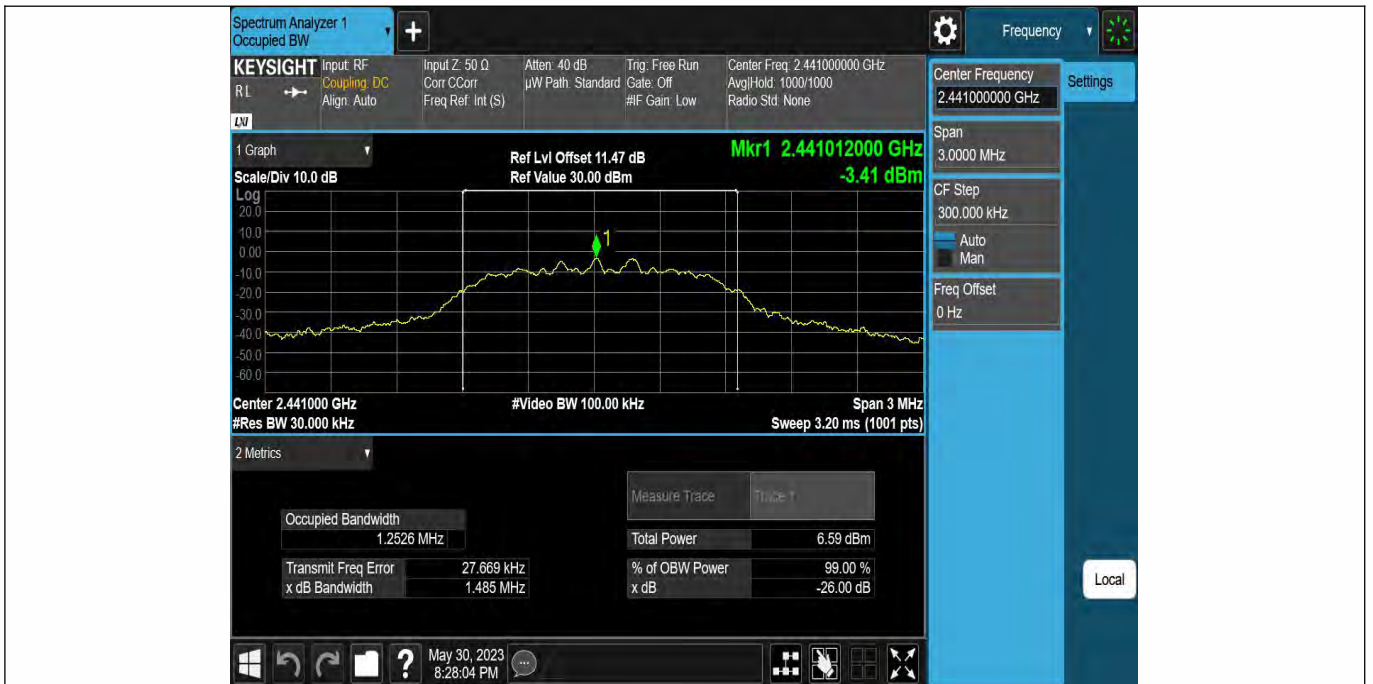 Spectrum Analyzer 1
Occupied BW
+
Frequency
KEYSIGHT
RL
LXI
Input: RF
Coupling: DC
Align: Auto
Input Z: 50 Ω
Corr CCorr
Freq Ref: Int (S)
Atten: 40 dB
µW Path: Standard
Trig: Free Run
Gate: Off
#IF Gain: Low
Center Freq: 2.441000000 GHz
Avg|Hold: 1000/1000
Radio Std: None
Center Frequency
2.441000000 GHz
Settings
Span
3.0000 MHz
CF Step
300.000 kHz
Auto
Man
Freq Offset
0 Hz
Local
1 Graph
Scale/Div 10.0 dB
Ref Lvl Offset 11.47 dB
Ref Value 30.00 dBm
Mkr1 2.441012000 GHz
-3.41 dBm
Log
20.0
10.0
0.00
-10.0
-20.0
-30.0
-40.0
-50.0
-60.0
1
Center 2.441000 GHz
#Video BW 100.00 kHz
Span 3 MHz
#Res BW 30.000 kHz
Sweep 3.20 ms (1001 pts)
2 Metrics
Measure Trace
Trace 1
Occupied Bandwidth
1.2526 MHz
Total Power
6.59 dBm
Transmit Freq Error
27.669 kHz
% of OBW Power
99.00 %
x dB Bandwidth
1.485 MHz
x dB
-26.00 dB
?
May 30, 2023
8:28:04 PM